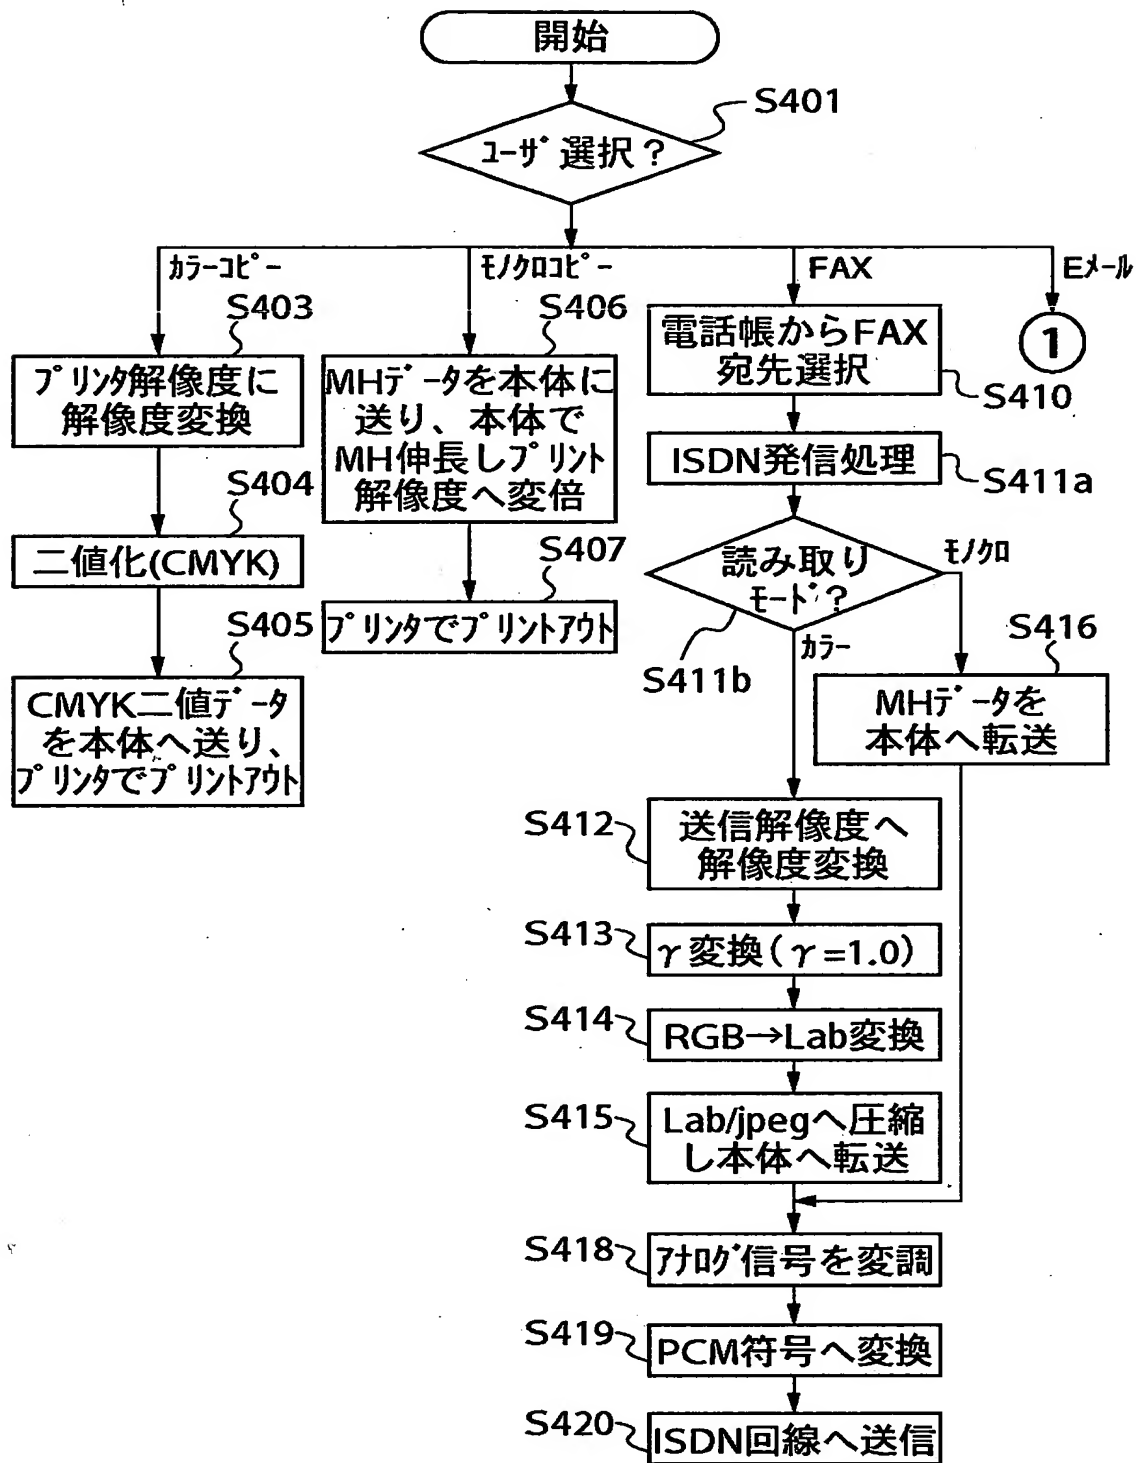 開始
S401
ユーザ選択？
カラーコピー
モノクロコピー
FAX
Eメール
S403
プリンタ解像度に
解像度変換
S404
二値化(CMYK)
S405
CMYK二値データ
を本体へ送り、
プリンタでプリントアウト
S406
MHデータを本体に
送り、本体で
MH伸長しプリント
解像度へ変倍
S407
プリンタでプリントアウト
電話帳からFAX
宛先選択
S410
ISDN発信処理
S411a
読み取り
モード？
S411b
モノクロ
カラー
S416
MHデータを
本体へ転送
S412
送信解像度へ
解像度変換
S413
γ変換(γ=1.0)
S414
RGB→Lab変換
S415
Lab/jpegへ圧縮
し本体へ転送
S418
アナログ信号を変調
S419
PCM符号へ変換
S420
ISDN回線へ送信
1